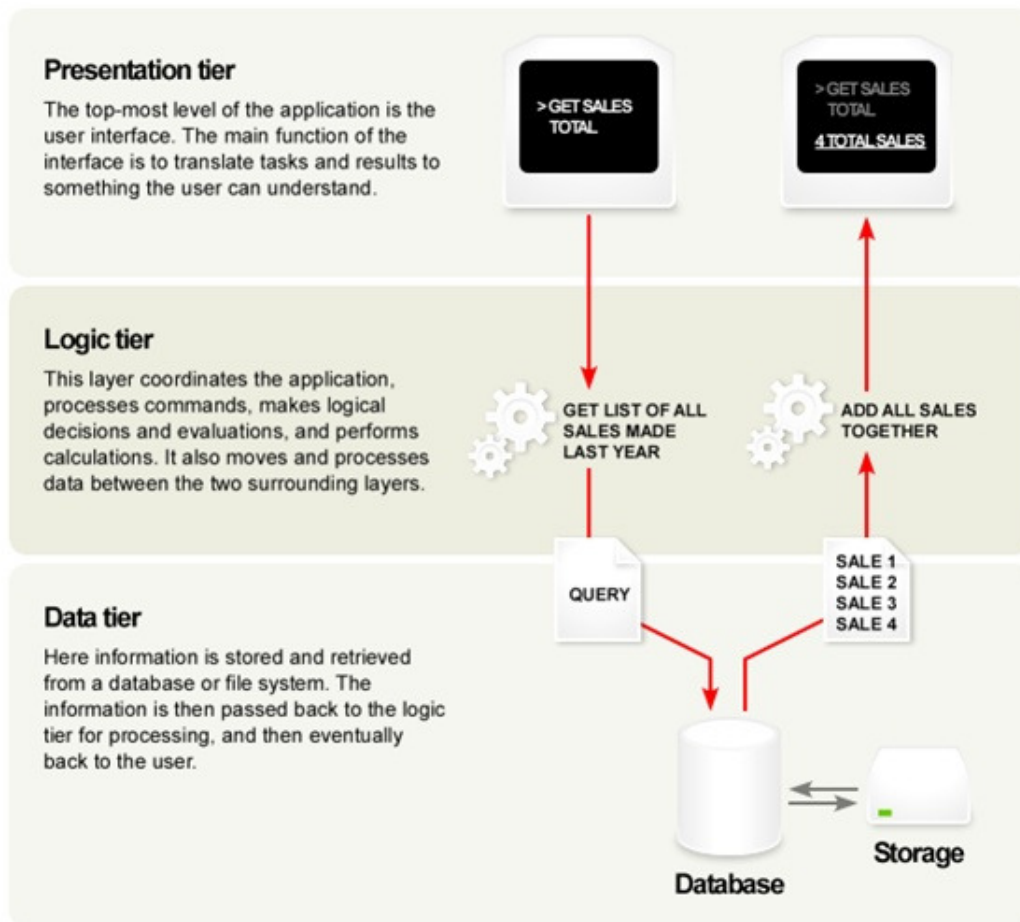 Presentation tier
The top-most level of the application is the
user interface. The main function of the
interface is to translate tasks and results to
something the user can understand.
> GET SALES
TOTAL
> GET SALES
TOTAL
4 TOTAL SALES
Logic tier
This layer coordinates the application,
processes commands, makes logical
decisions and evaluations, and performs
calculations. It also moves and processes
data between the two surrounding layers.
GET LIST OF ALL
SALES MADE
LAST YEAR
ADD ALL SALES
TOGETHER
Data tier
Here information is stored and retrieved
from a database or file system. The
information is then passed back to the logic
tier for processing, and then eventually
back to the user.
QUERY
SALE 1
SALE 2
SALE 3
SALE 4
Database
Storage